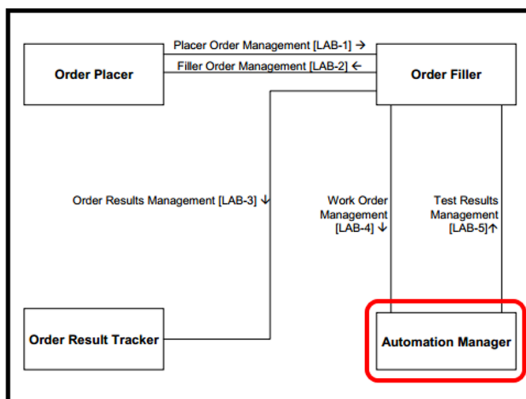 Placer Order Management [LAB-1] →
Order Placer
Filler Order Management [LAB-2] ←
Order Filler
Order Results Management [LAB-3] ↓
Work Order
Management
[LAB-4] ↓
Test Results
Management
[LAB-5]↑
Order Result Tracker
Automation Manager